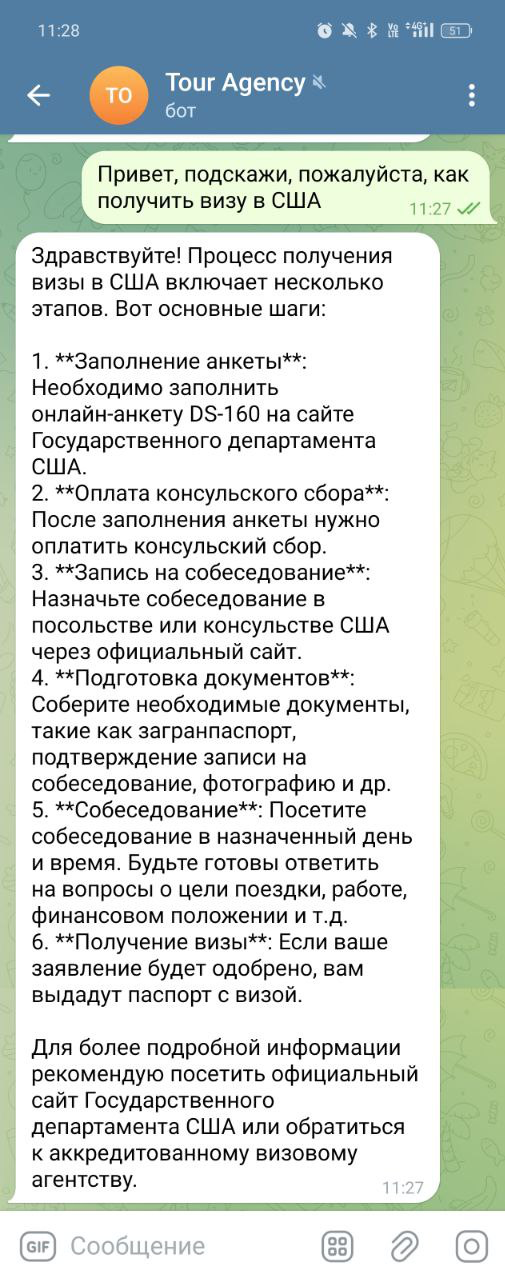 11:28
Vo LTE 4G 51
TO
Tour Agency
бот
Привет, подскажи, пожалуйста, как
получить визу в США
11:27
Здравствуйте! Процесс получения
визы в США включает несколько
этапов. Вот основные шаги:
1. **Заполнение анкеты**:
Необходимо заполнить
онлайн-анкету DS-160 на сайте
Государственного департамента
США.
2. **Оплата консульского сбора**:
После заполнения анкеты нужно
оплатить консульский сбор.
3. **Запись на собеседование**:
Назначьте собеседование в
посольстве или консульстве США
через официальный сайт.
4. **Подготовка документов**:
Соберите необходимые документы,
такие как загранпаспорт,
подтверждение записи на
собеседование, фотографию и др.
5. **Собеседование**: Посетите
собеседование в назначенный день
и время. Будьте готовы ответить
на вопросы о цели поездки, работе,
финансовом положении и т.д.
6. **Получение визы**: Если ваше
заявление будет одобрено, вам
выдадут паспорт с визой.
Для более подробной информации
рекомендую посетить официальный
сайт Государственного
департамента США или обратиться
к аккредитованному визовому
агентству.
11:27
GIF Сообщение